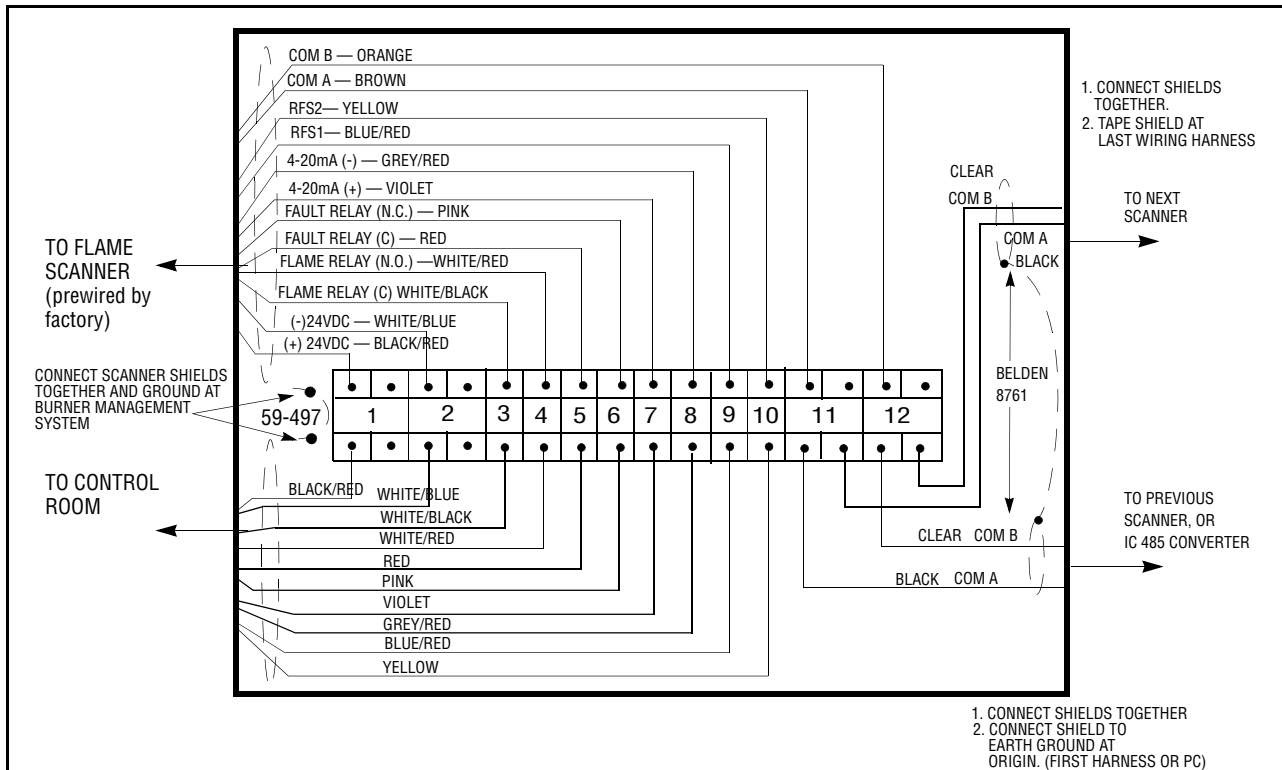 COM B — ORANGE
COM A — BROWN
RFS2— YELLOW
RFS1— BLUE/RED
4-20mA (-) — GREY/RED
4-20mA (+) — VIOLET
FAULT RELAY (N.C.) — PINK
FAULT RELAY (C) — RED
FLAME RELAY (N.O.) —WHITE/RED
FLAME RELAY (C) WHITE/BLACK
(-)24VDC — WHITE/BLUE
(+) 24VDC — BLACK/RED
TO FLAME
SCANNER
(prewired by
factory)
CONNECT SCANNER SHIELDS
TOGETHER AND GROUND AT
BURNER MANAGEMENT
SYSTEM
59-497
1 2 3 4 5 6 7 8 9 10 11 12
TO CONTROL
ROOM
BLACK/RED
WHITE/BLUE
WHITE/BLACK
WHITE/RED
RED
PINK
VIOLET
GREY/RED
BLUE/RED
YELLOW
1. CONNECT SHIELDS
TOGETHER.
2. TAPE SHIELD AT
LAST WIRING HARNESS
CLEAR
COM B
COM A
BLACK
TO NEXT
SCANNER
BELDEN
8761
CLEAR COM B
BLACK COM A
TO PREVIOUS
SCANNER, OR
IC 485 CONVERTER
1. CONNECT SHIELDS TOGETHER
2. CONNECT SHIELD TO
EARTH GROUND AT
ORIGIN. (FIRST HARNESS OR PC)